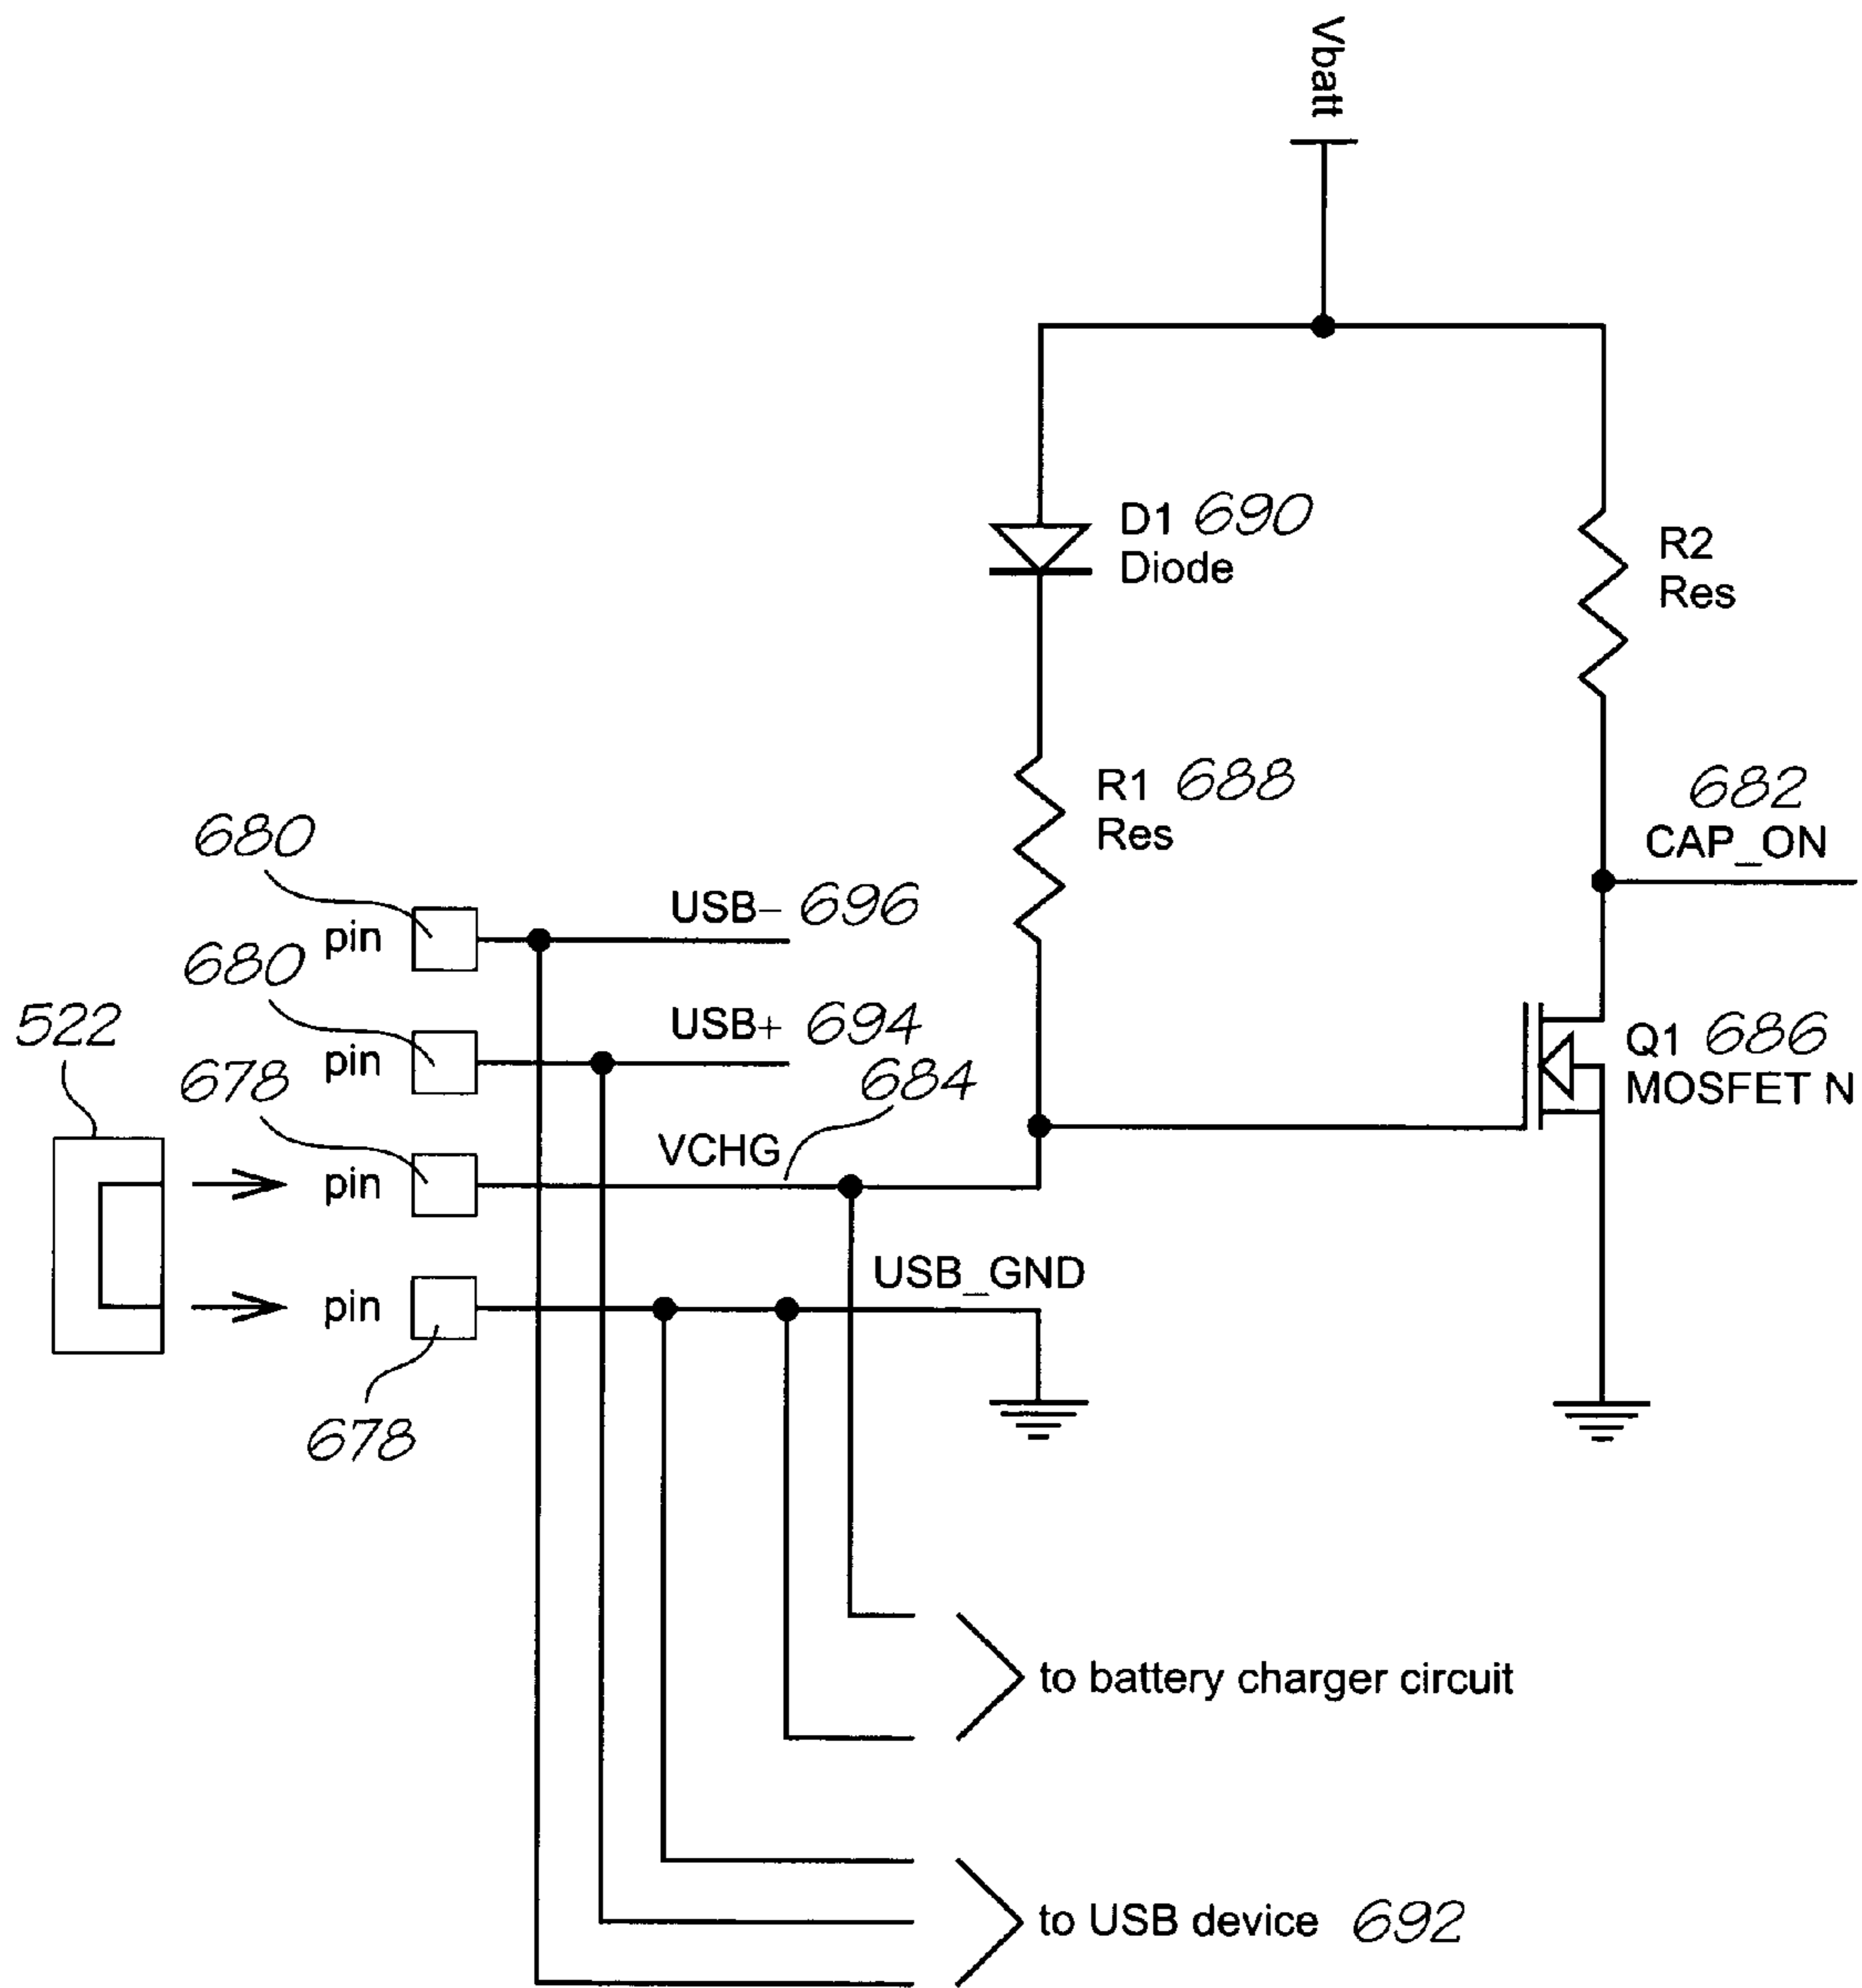 Vbatt
D1 690
Diode
R2
Res
R1 688
Res
682
CAP_ON
680
pin
USB− 696
680
pin
USB+ 694
522
678
684
Q1 686
MOSFET N
pin
VCHG
USB_GND
pin
678
to battery charger circuit
to USB device 692